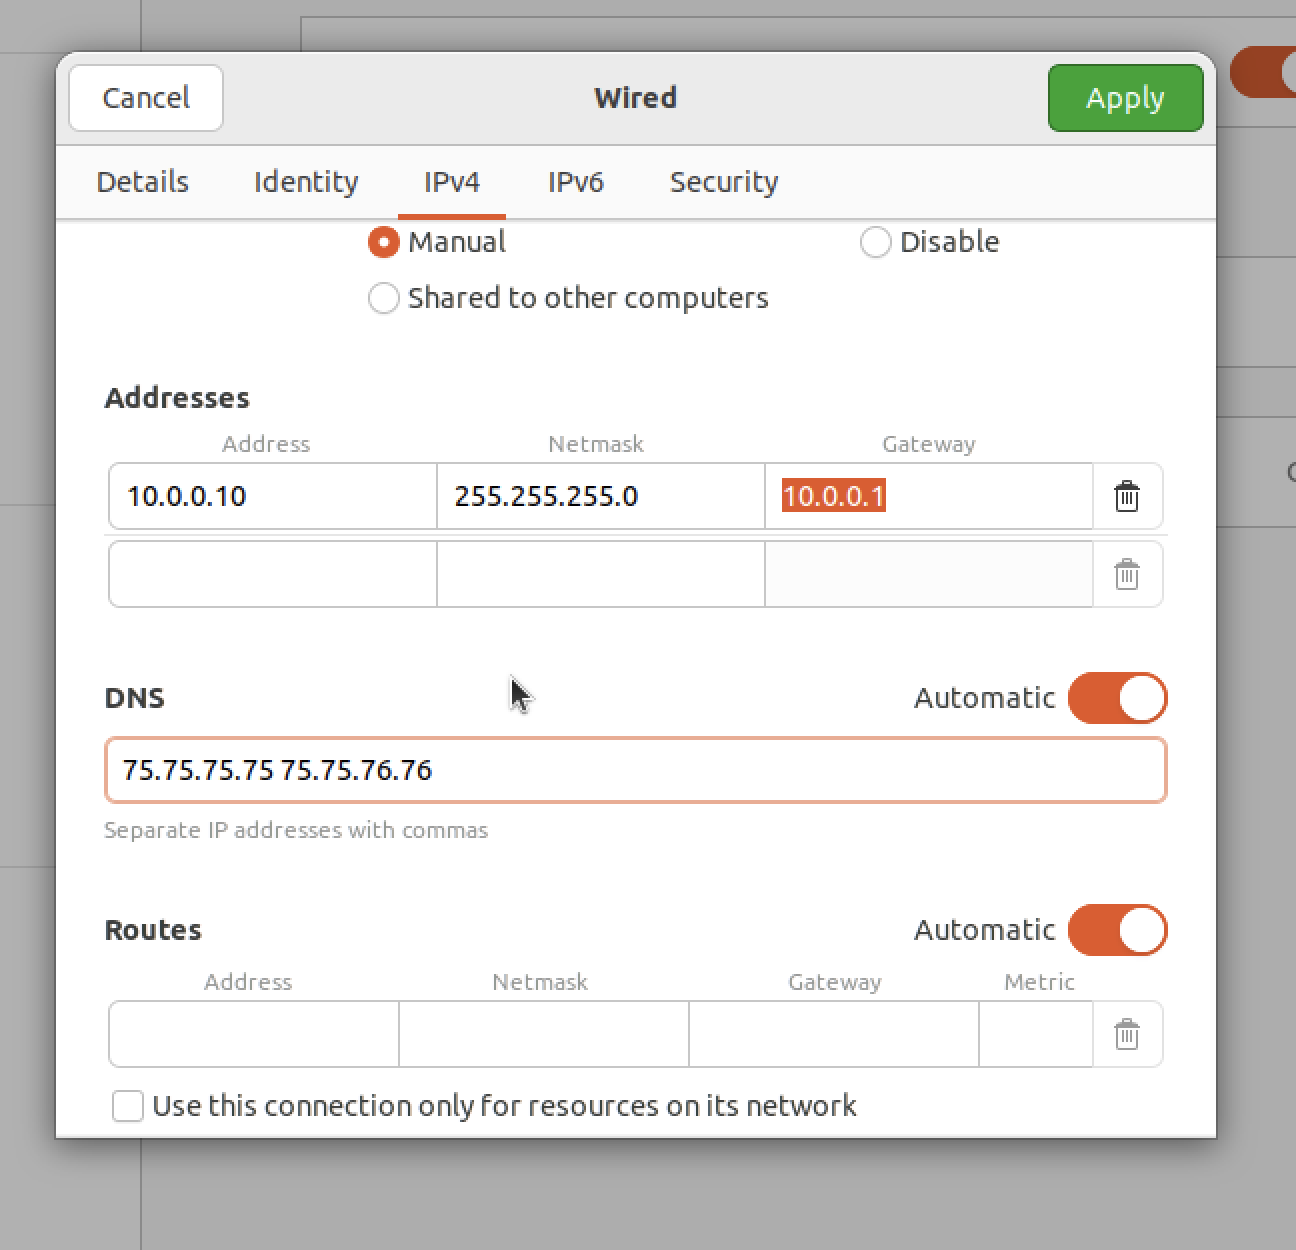 Cancel
Wired
Apply
Details Identity IPv4 IPv6 Security
Manual
Disable
Shared to other computers
Addresses
Address Netmask Gateway
10.0.0.10 255.255.255.0 10.0.0.1
DNS
Automatic
75.75.75.75 75.75.76.76
Separate IP addresses with commas
Routes
Automatic
Address Netmask Gateway Metric
Use this connection only for resources on its network